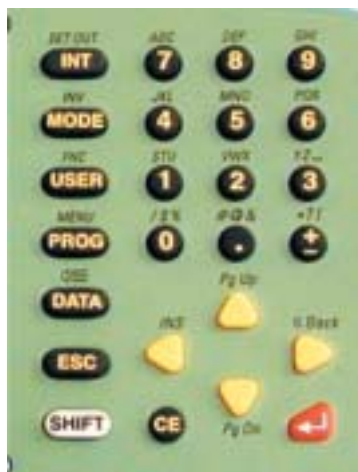 SET OUT ABC DEF GHI
INT 7 8 9
INV JKL MNO PQR
MODE 4 5 6
FNC STU VWX YZ
USER 1 2 3
MENU / $ %
PROG 0 . ±
DATA
Pg Up
INS
ESC
SHIFT CE Pg Dn